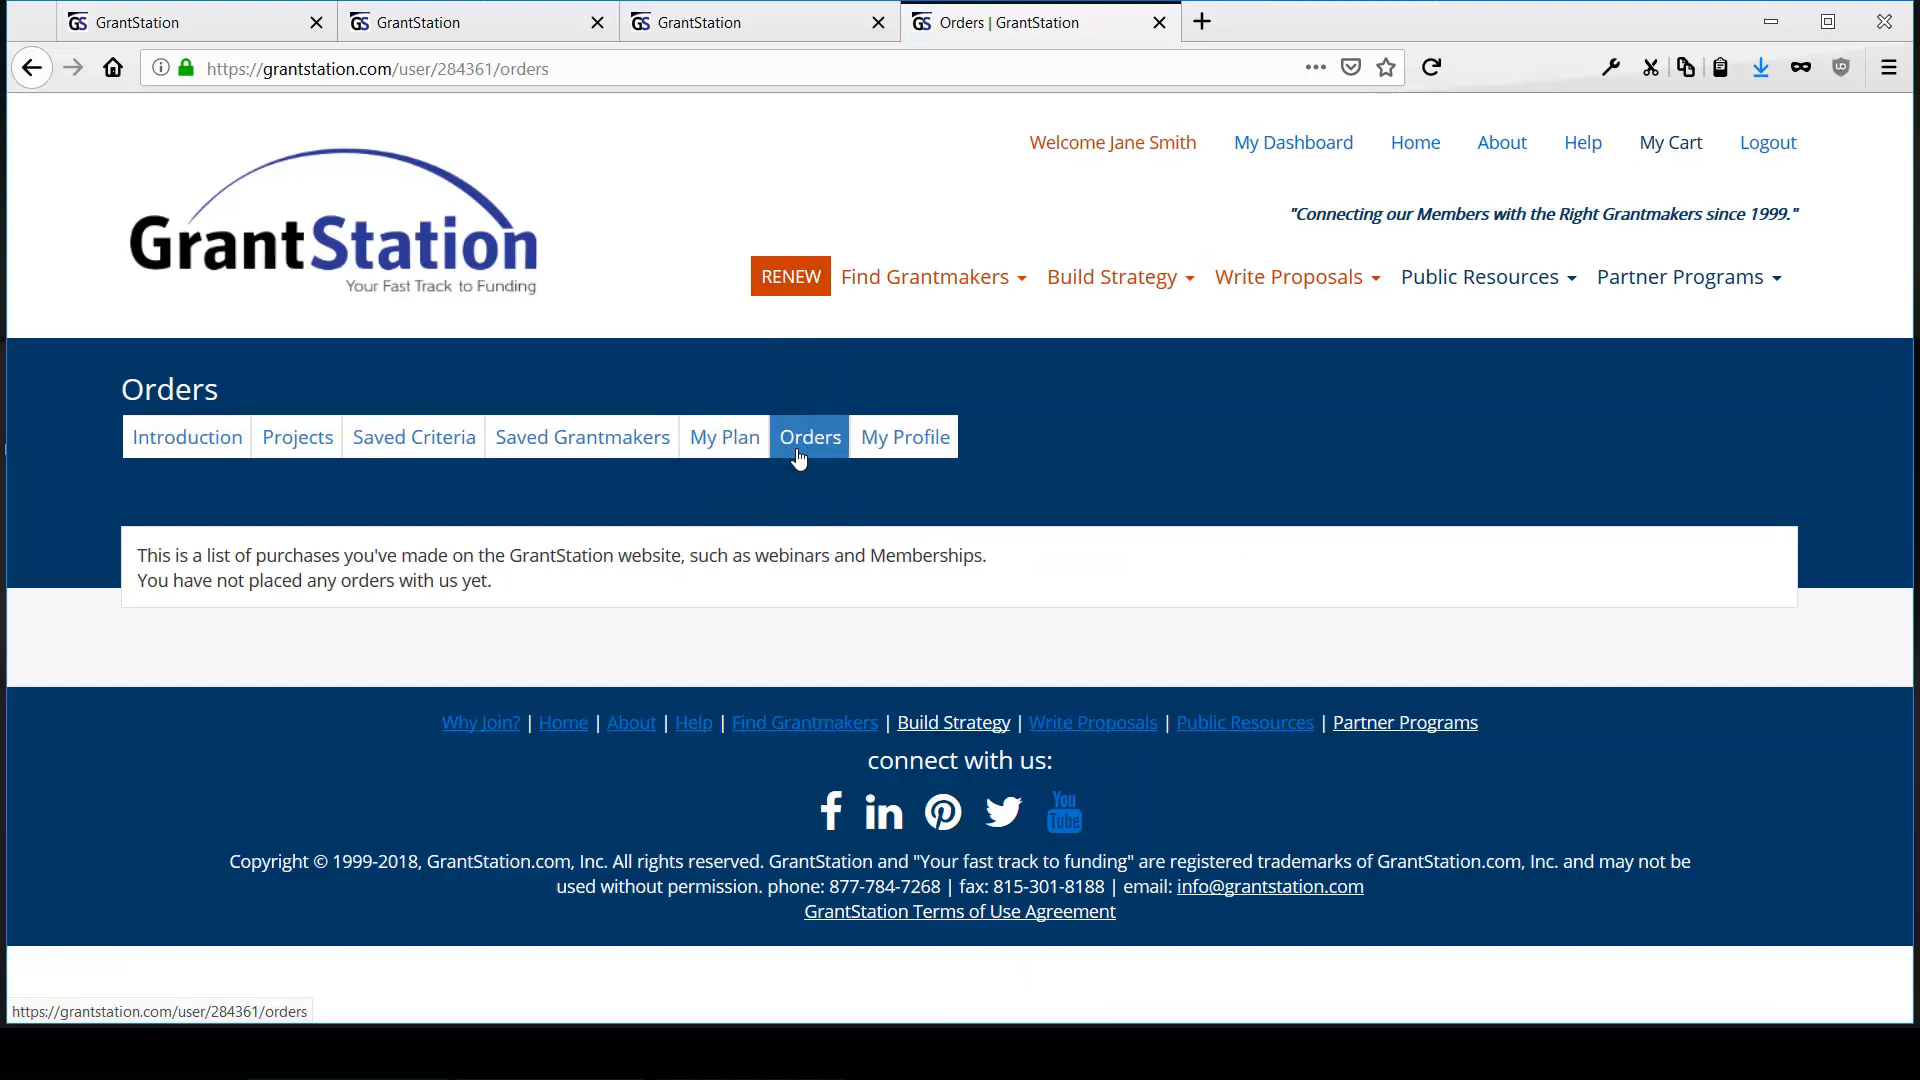 GrantStation
GrantStation
GrantStation
Orders | GrantStation
https://grantstation.com/user/284361/orders
Welcome Jane Smith
My Dashboard
Home
About
Help
My Cart
Logout
GrantStation
Your Fast Track to Funding
"Connecting our Members with the Right Grantmakers since 1999."
RENEW
Find Grantmakers
Build Strategy
Write Proposals
Public Resources
Partner Programs
Orders
Introduction
Projects
Saved Criteria
Saved Grantmakers
My Plan
Orders
My Profile
This is a list of purchases you've made on the GrantStation website, such as webinars and Memberships.
You have not placed any orders with us yet.
Why Join? | Home | About | Help | Find Grantmakers | Build Strategy | Write Proposals | Public Resources | Partner Programs
connect with us:
You
Tube
Copyright © 1999-2018, GrantStation.com, Inc. All rights reserved. GrantStation and "Your fast track to funding" are registered trademarks of GrantStation.com, Inc. and may not be
used without permission. phone: 877-784-7268 | fax: 815-301-8188 | email: info@grantstation.com
GrantStation Terms of Use Agreement
https://grantstation.com/user/284361/orders